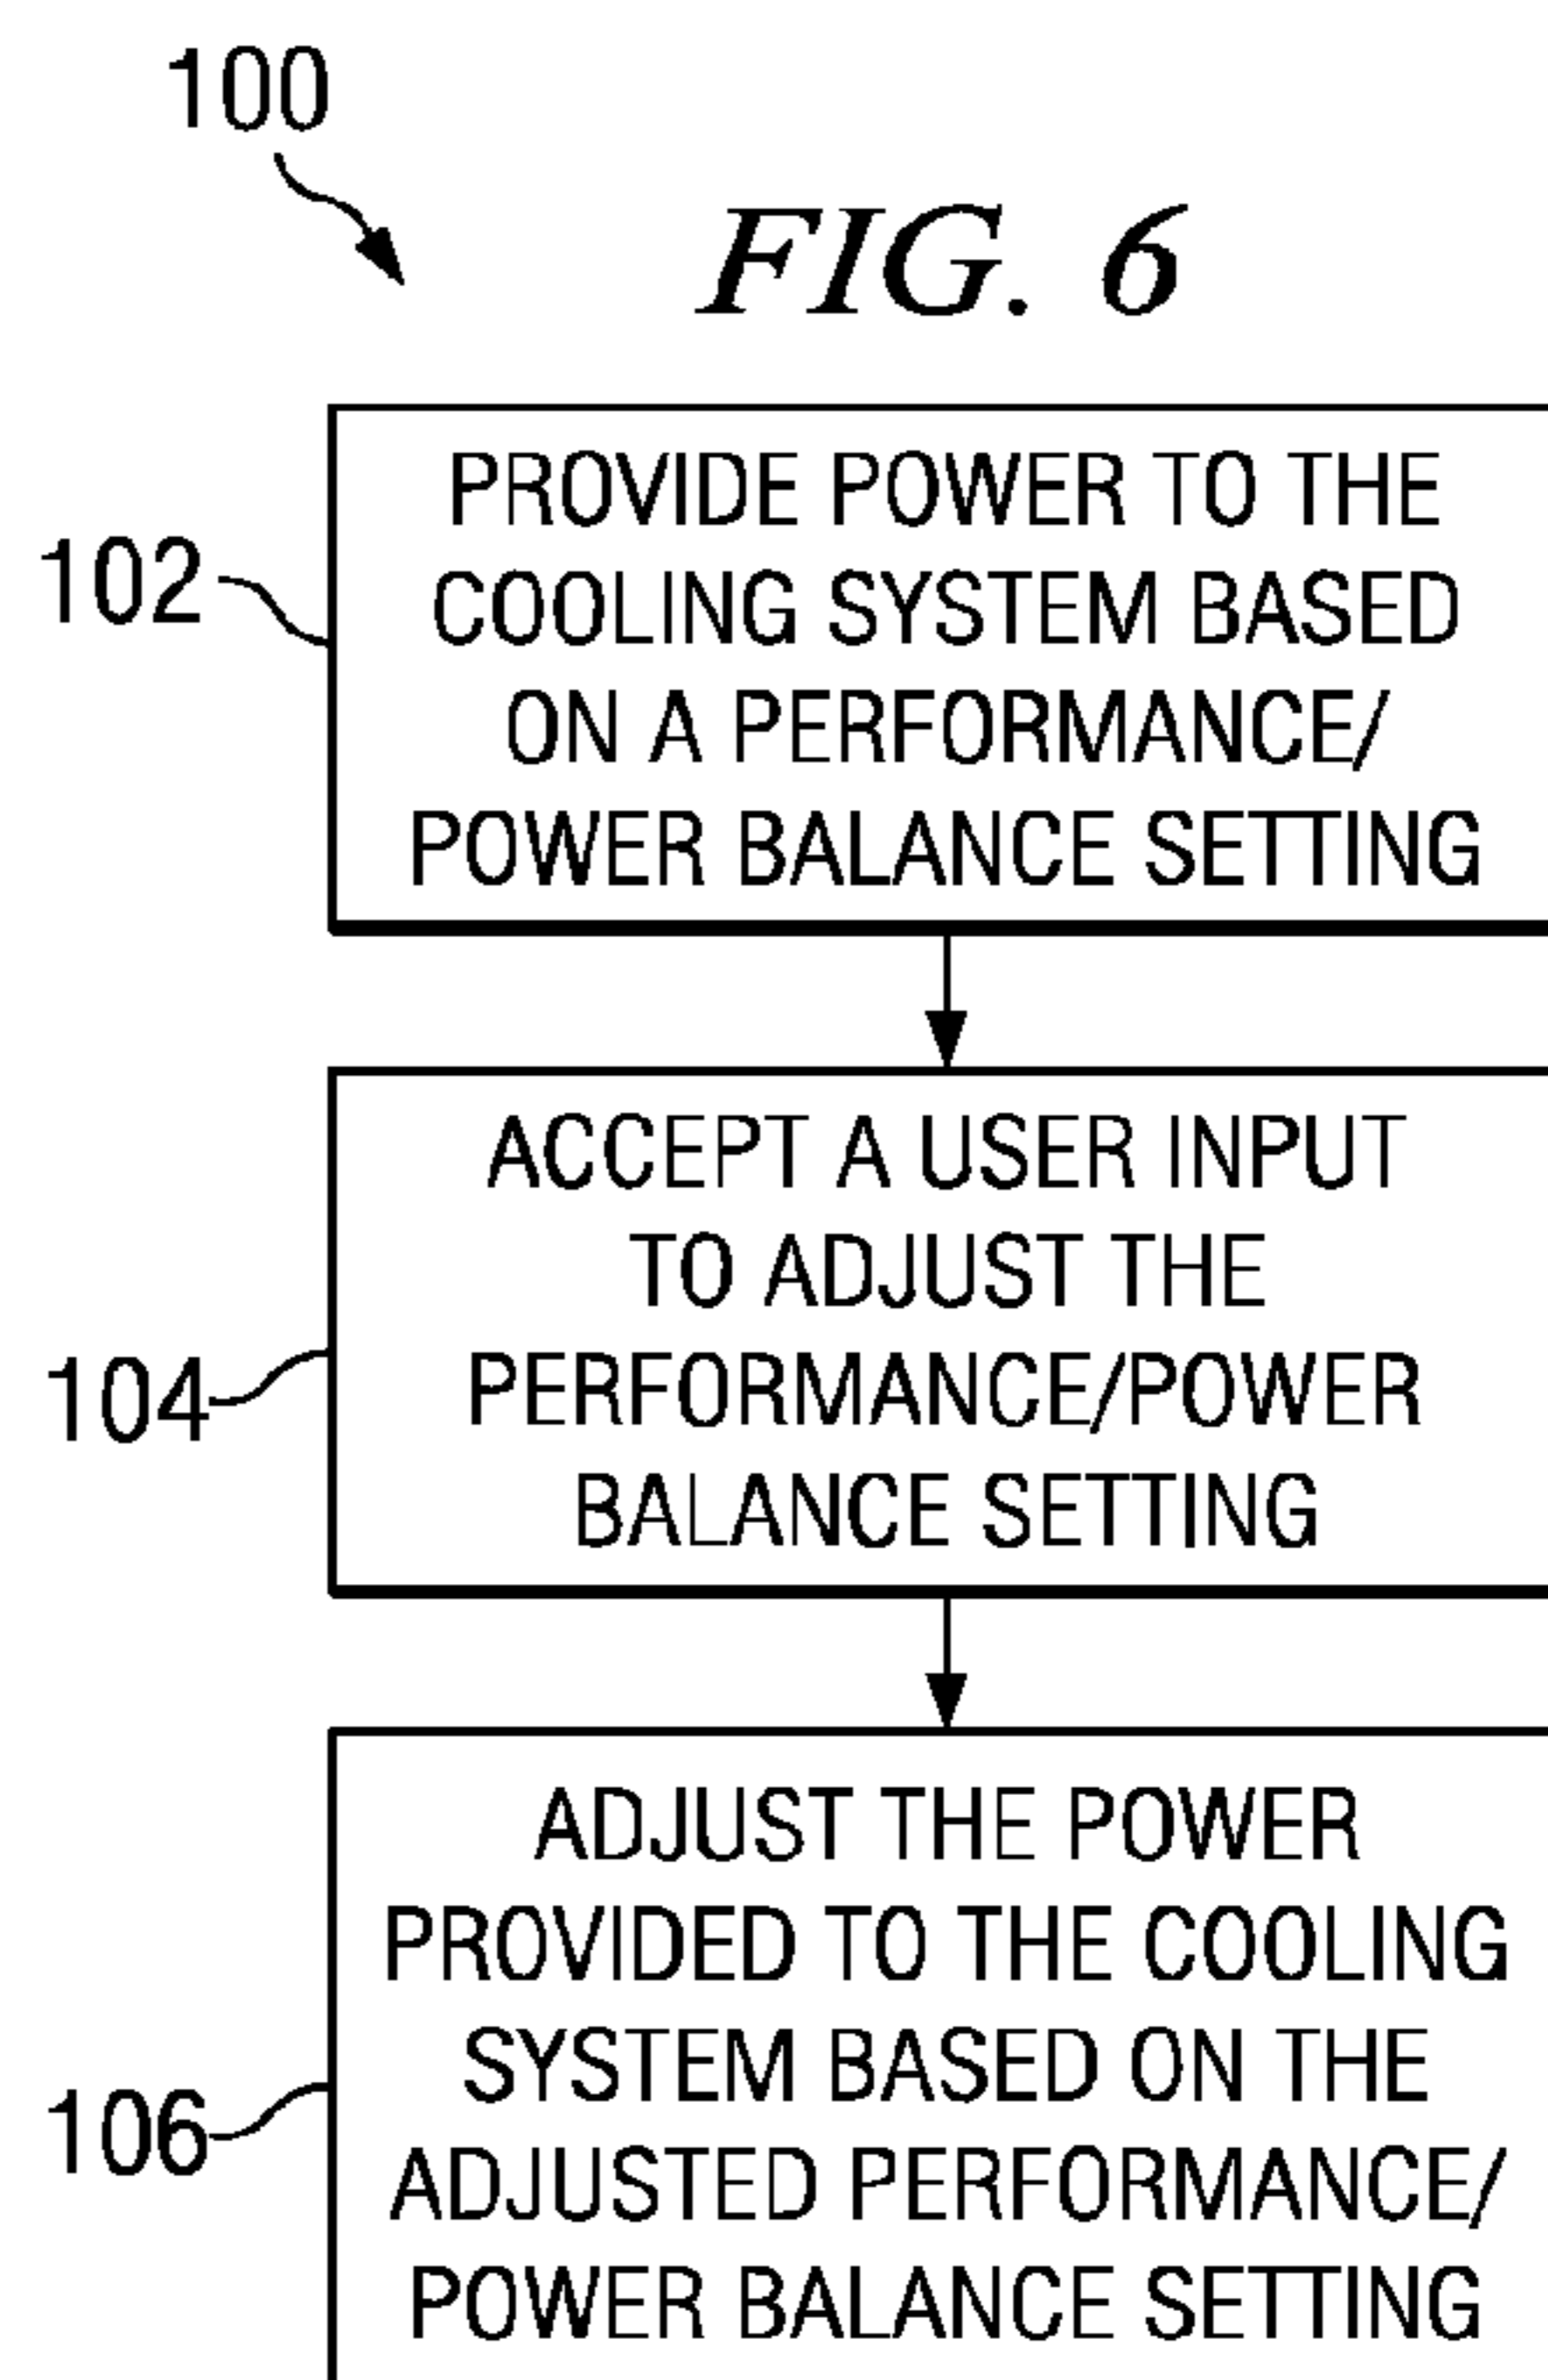 100
FIG. 6
PROVIDE POWER TO THE
COOLING SYSTEM BASED
ON A PERFORMANCE/
POWER BALANCE SETTING
102
ACCEPT A USER INPUT
TO ADJUST THE
PERFORMANCE/POWER
BALANCE SETTING
104
ADJUST THE POWER
PROVIDED TO THE COOLING
SYSTEM BASED ON THE
ADJUSTED PERFORMANCE/
POWER BALANCE SETTING
106